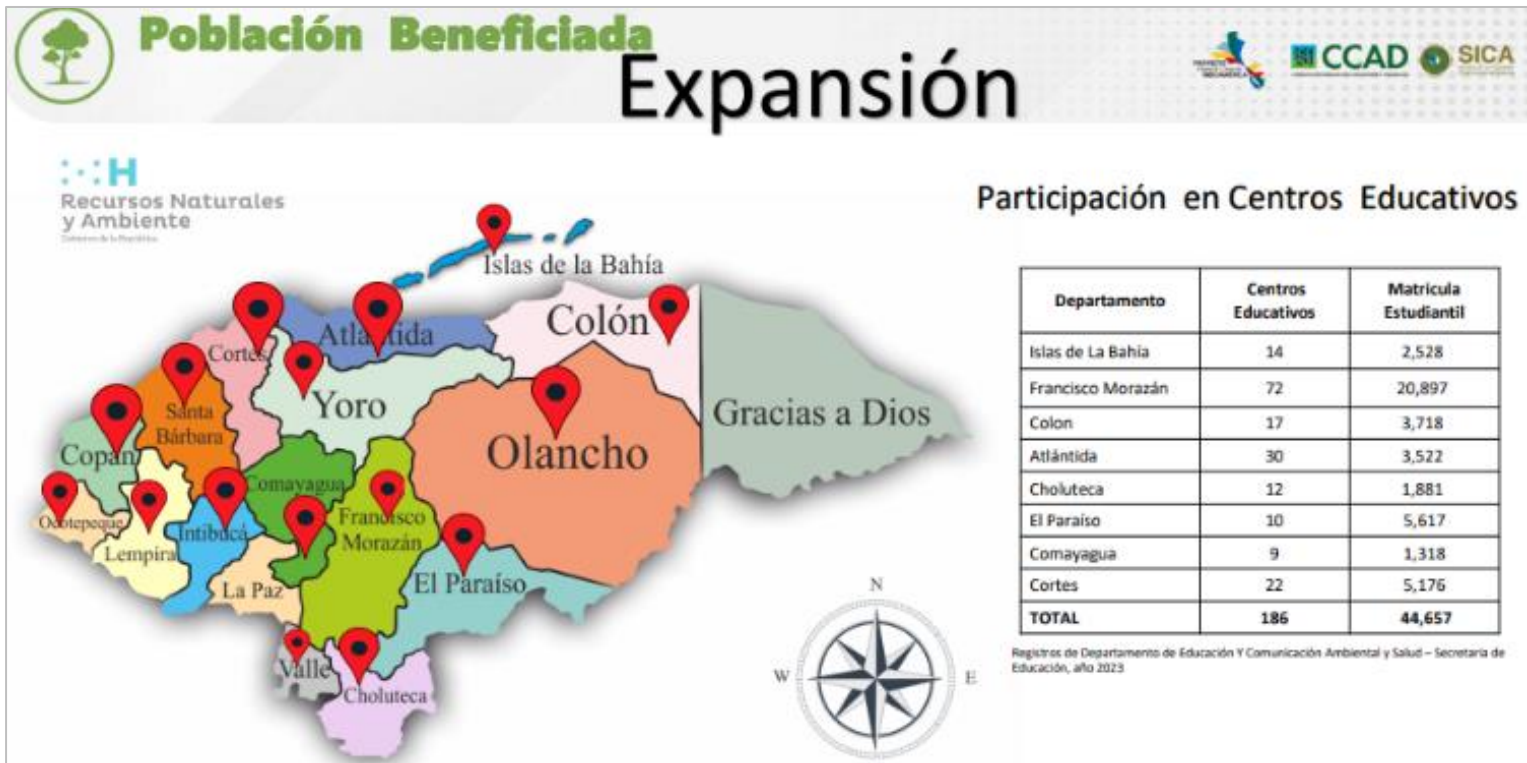 Población Beneficiada
Expansión
CCAD
SICA
H
Recursos Naturales
y Ambiente
Gobierno de la República
Participación en Centros Educativos
Islas de la Bahía
Atlántida
Colón
Cortes
Yoro
Santa
Bárbara
Copán
Olancho
Gracias a Dios
Comayagua
Ocotepeque
Lempira
Intibucá
Francisco
Morazán
La Paz
El Paraíso
Valle
Choluteca
N
W
E
Departamento Centros Educativos Matricula Estudiantil
Islas de La Bahía 14 2,528
Francisco Morazán 72 20,897
Colon 17 3,718
Atlántida 30 3,522
Choluteca 12 1,881
El Paraíso 10 5,617
Comayagua 9 1,318
Cortes 22 5,176
TOTAL 186 44,657
Registros de Departamento de Educación Y Comunicación Ambiental y Salud – Secretaria de
Educación, año 2023